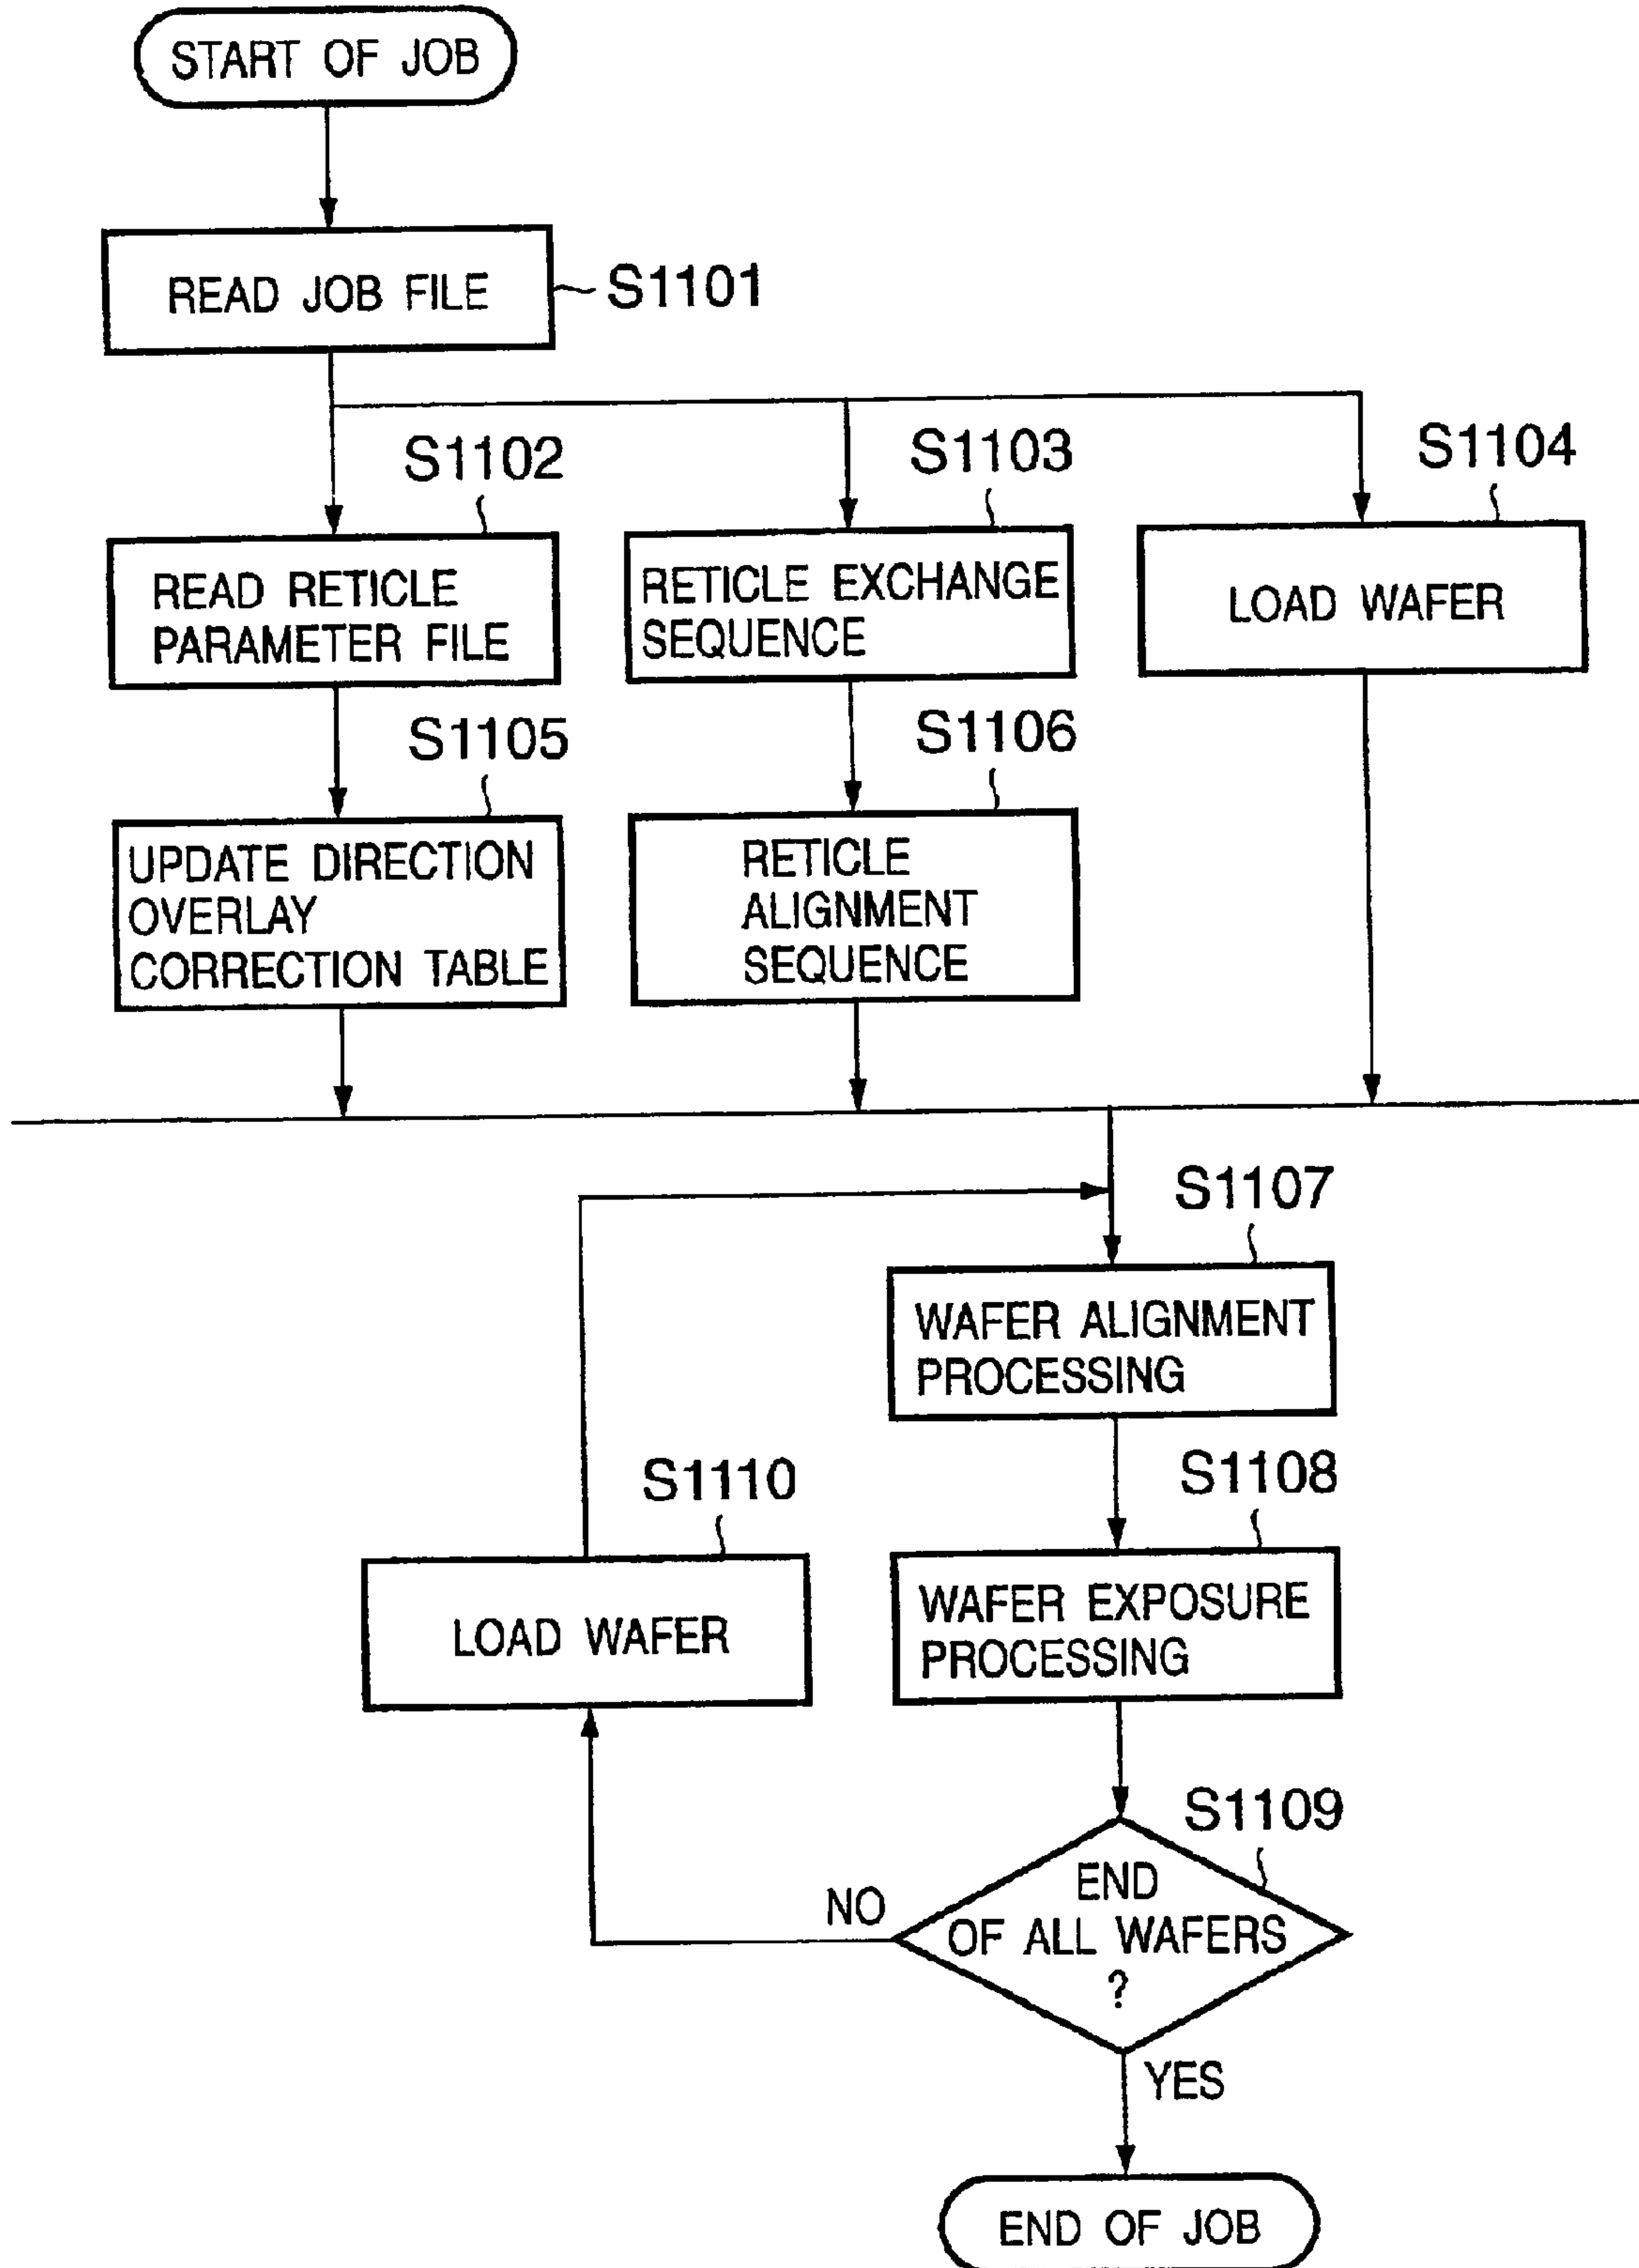 START OF JOB
READ JOB FILE
S1101
S1102
S1103
S1104
READ RETICLE
PARAMETER FILE
RETICLE EXCHANGE
SEQUENCE
LOAD WAFER
S1105
S1106
UPDATE DIRECTION
OVERLAY
CORRECTION TABLE
RETICLE
ALIGNMENT
SEQUENCE
S1107
WAFER ALIGNMENT
PROCESSING
S1110
S1108
LOAD WAFER
WAFER EXPOSURE
PROCESSING
S1109
END
OF ALL WAFERS
?
NO
YES
END OF JOB